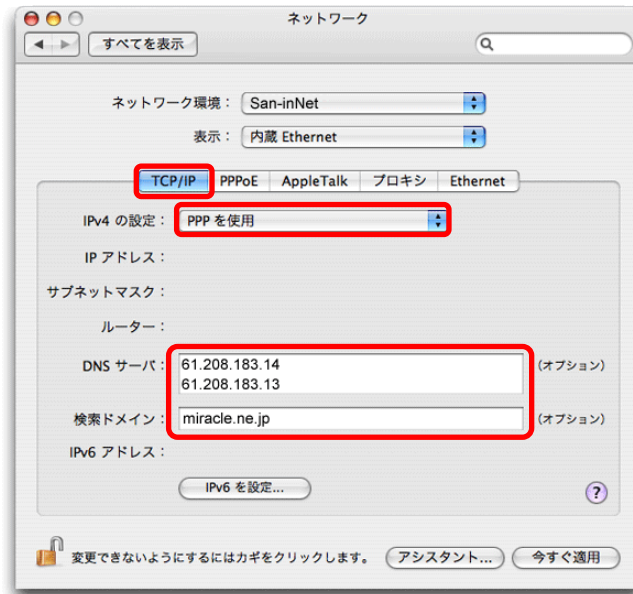 ネットワーク
すべてを表示
ネットワーク環境： San-inNet
表示： 内蔵 Ethernet
TCP/IP PPPoE AppleTalk プロキシ Ethernet
IPv4 の設定： PPP を使用
IP アドレス：
サブネットマスク：
ルーター：
DNS サーバ： 61.208.183.14 (オプション)
61.208.183.13
検索ドメイン： miracle.ne.jp (オプション)
IPv6 アドレス：
IPv6 を設定...
?
変更できないようにするにはカギをクリックします。 アシスタント... 今すぐ適用